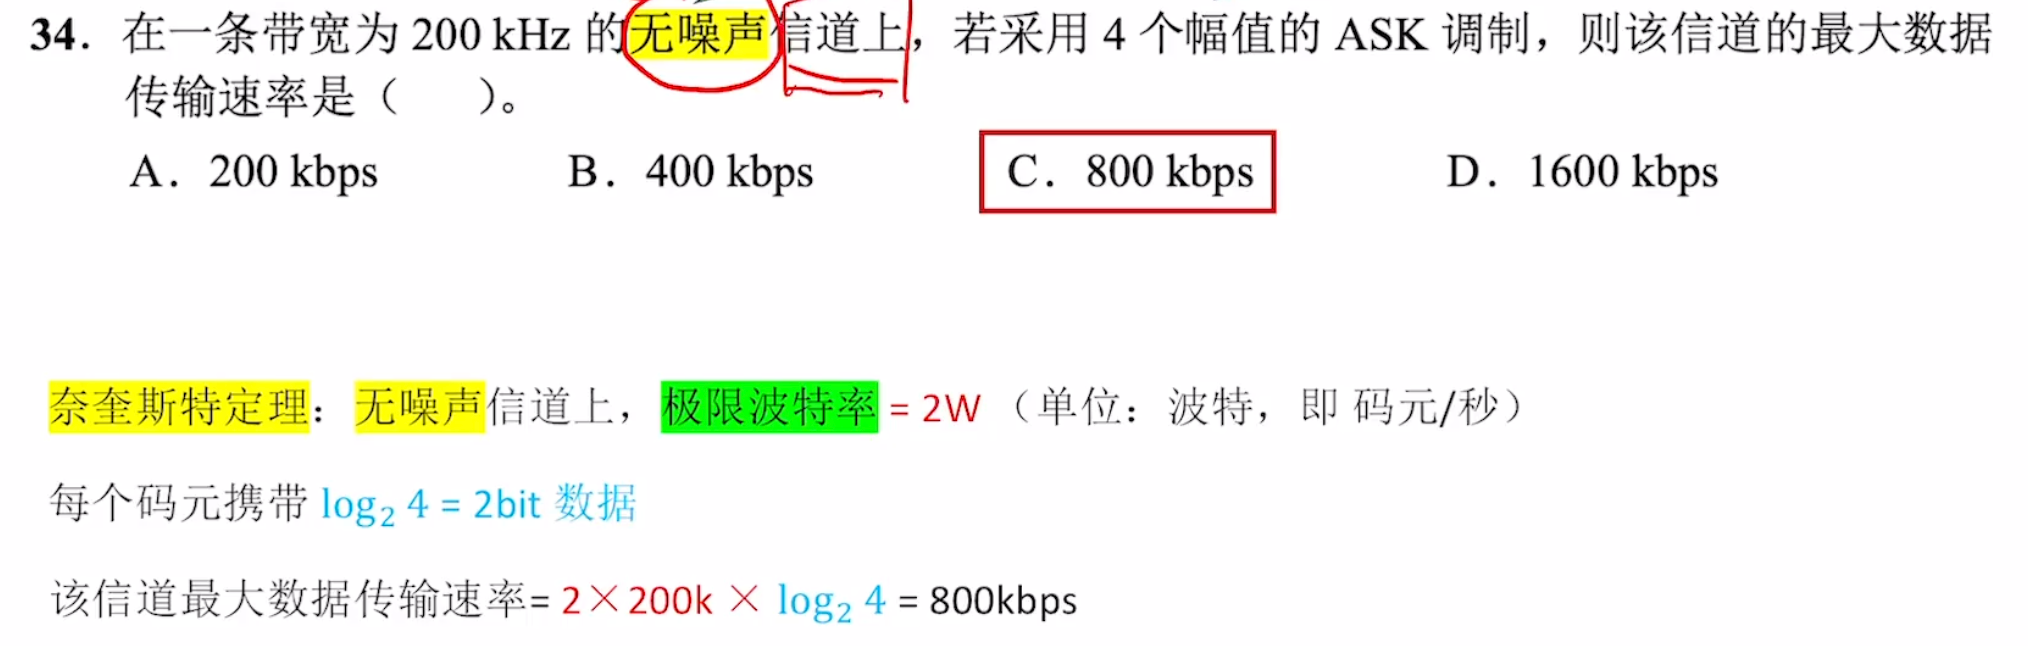 34. 在一条带宽为 200 kHz 的无噪声信道上，若采用 4 个幅值的 ASK 调制，则该信道的最大数据
传输速率是（　　）。
A. 200 kbps　B. 400 kbps　C. 800 kbps　D. 1600 kbps
奈奎斯特定理：无噪声信道上，极限波特率 = 2W （单位：波特，即 码元/秒）
每个码元携带 log₂ 4 = 2bit 数据
该信道最大数据传输速率= 2×200k × log₂ 4 = 800kbps